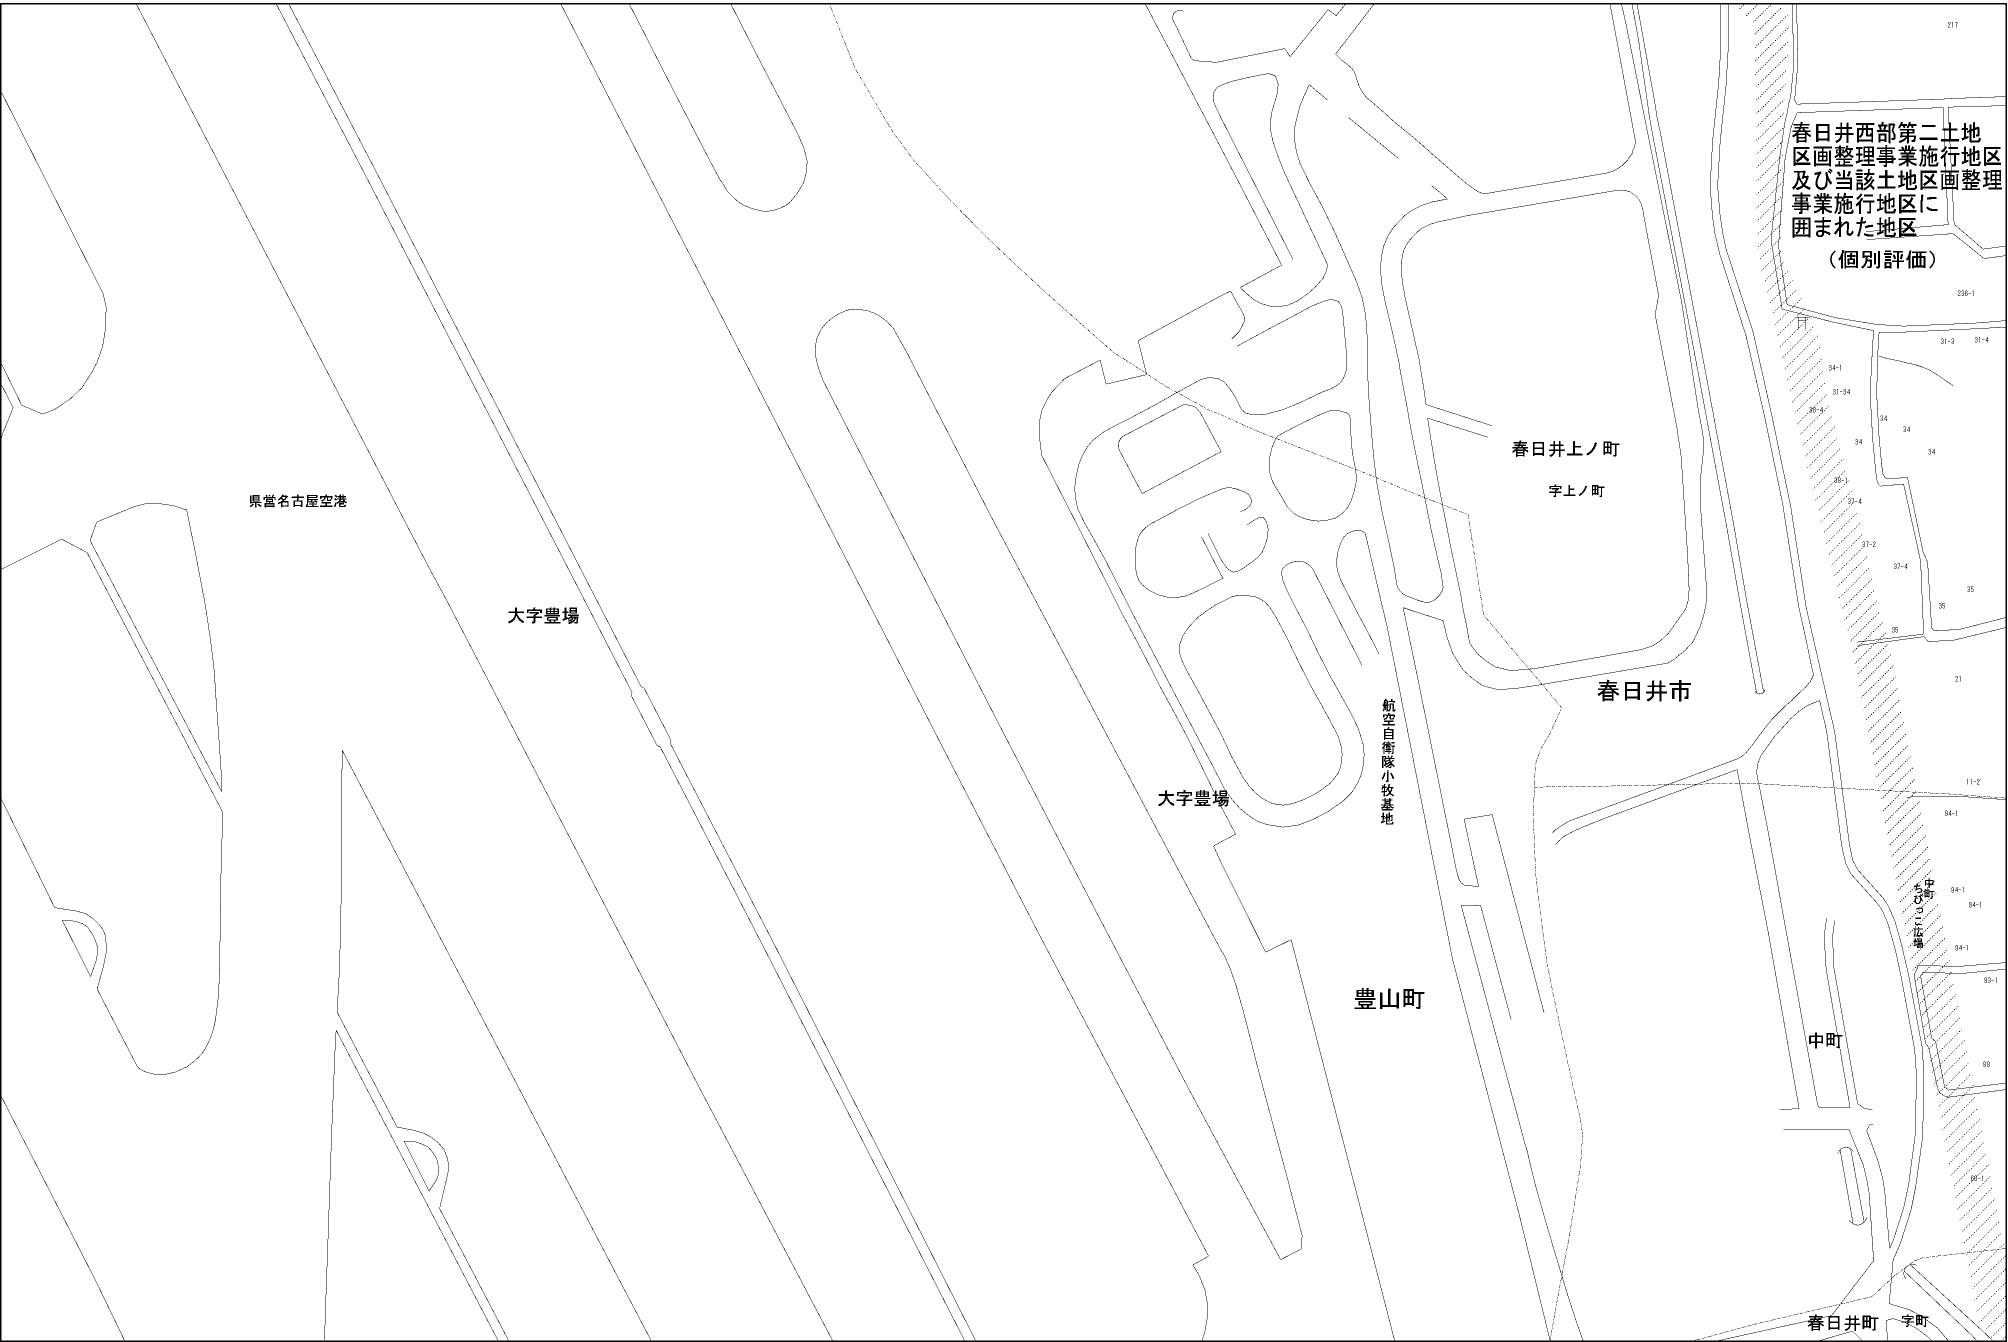 217
春日井西部第二土地
区画整理事業施行地区
及び当該土地区画整理
事業施行地区に
囲まれた地区
（個別評価）
236-1
31-3
31-4
34-1
31-34
38-4
34
34
34
34
春日井上ノ町
字上ノ町
県営名古屋空港
39-1
37-4
37-2
37-4
35
35
35
大字豊場
21
春日井市
航空自衛隊小牧基地
大字豊場
11-2
94-1
中町
ちびっこ広場
94-1
94-1
94-1
93-1
豊山町
中町
98
60-1
春日井町
字町